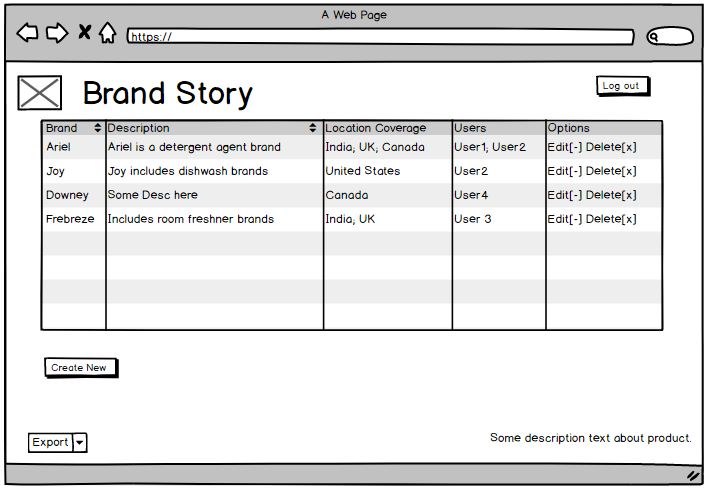 A Web Page
https://
Brand Story
Log out
Brand Description Location Coverage Users Options
Ariel Ariel is a detergent agent brand India; UK; Canada User1; User2 Edit[-] Delete[x]
Joy Joy includes dishwash brands United States User2 Edit[-] Delete[x]
Downey Some Desc here Canada User4 Edit[-] Delete[x]
Frebreze Includes room freshner brands India; UK User 3 Edit[-] Delete[x]
Create New
Export
Some description text about product.